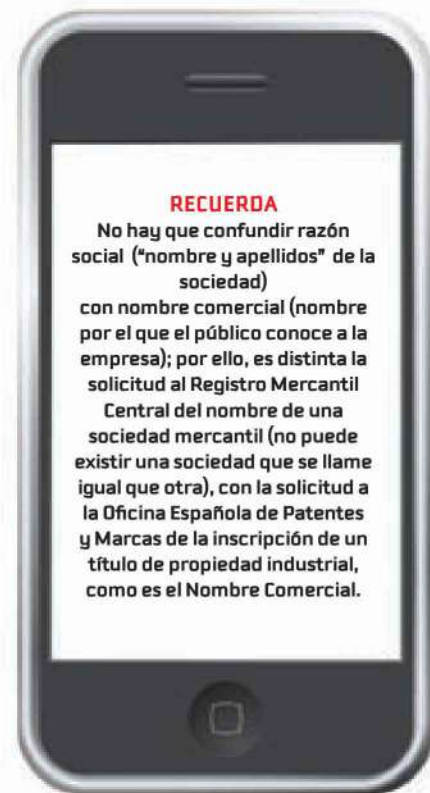 RECUERDA
No hay que confundir razón
social ("nombre y apellidos" de la
sociedad)
con nombre comercial (nombre
por el que el público conoce a la
empresa); por ello, es distinta la
solicitud al Registro Mercantil
Central del nombre de una
sociedad mercantil (no puede
existir una sociedad que se llame
igual que otra), con la solicitud a
la Oficina Española de Patentes
y Marcas de la inscripción de un
título de propiedad industrial,
como es el Nombre Comercial.